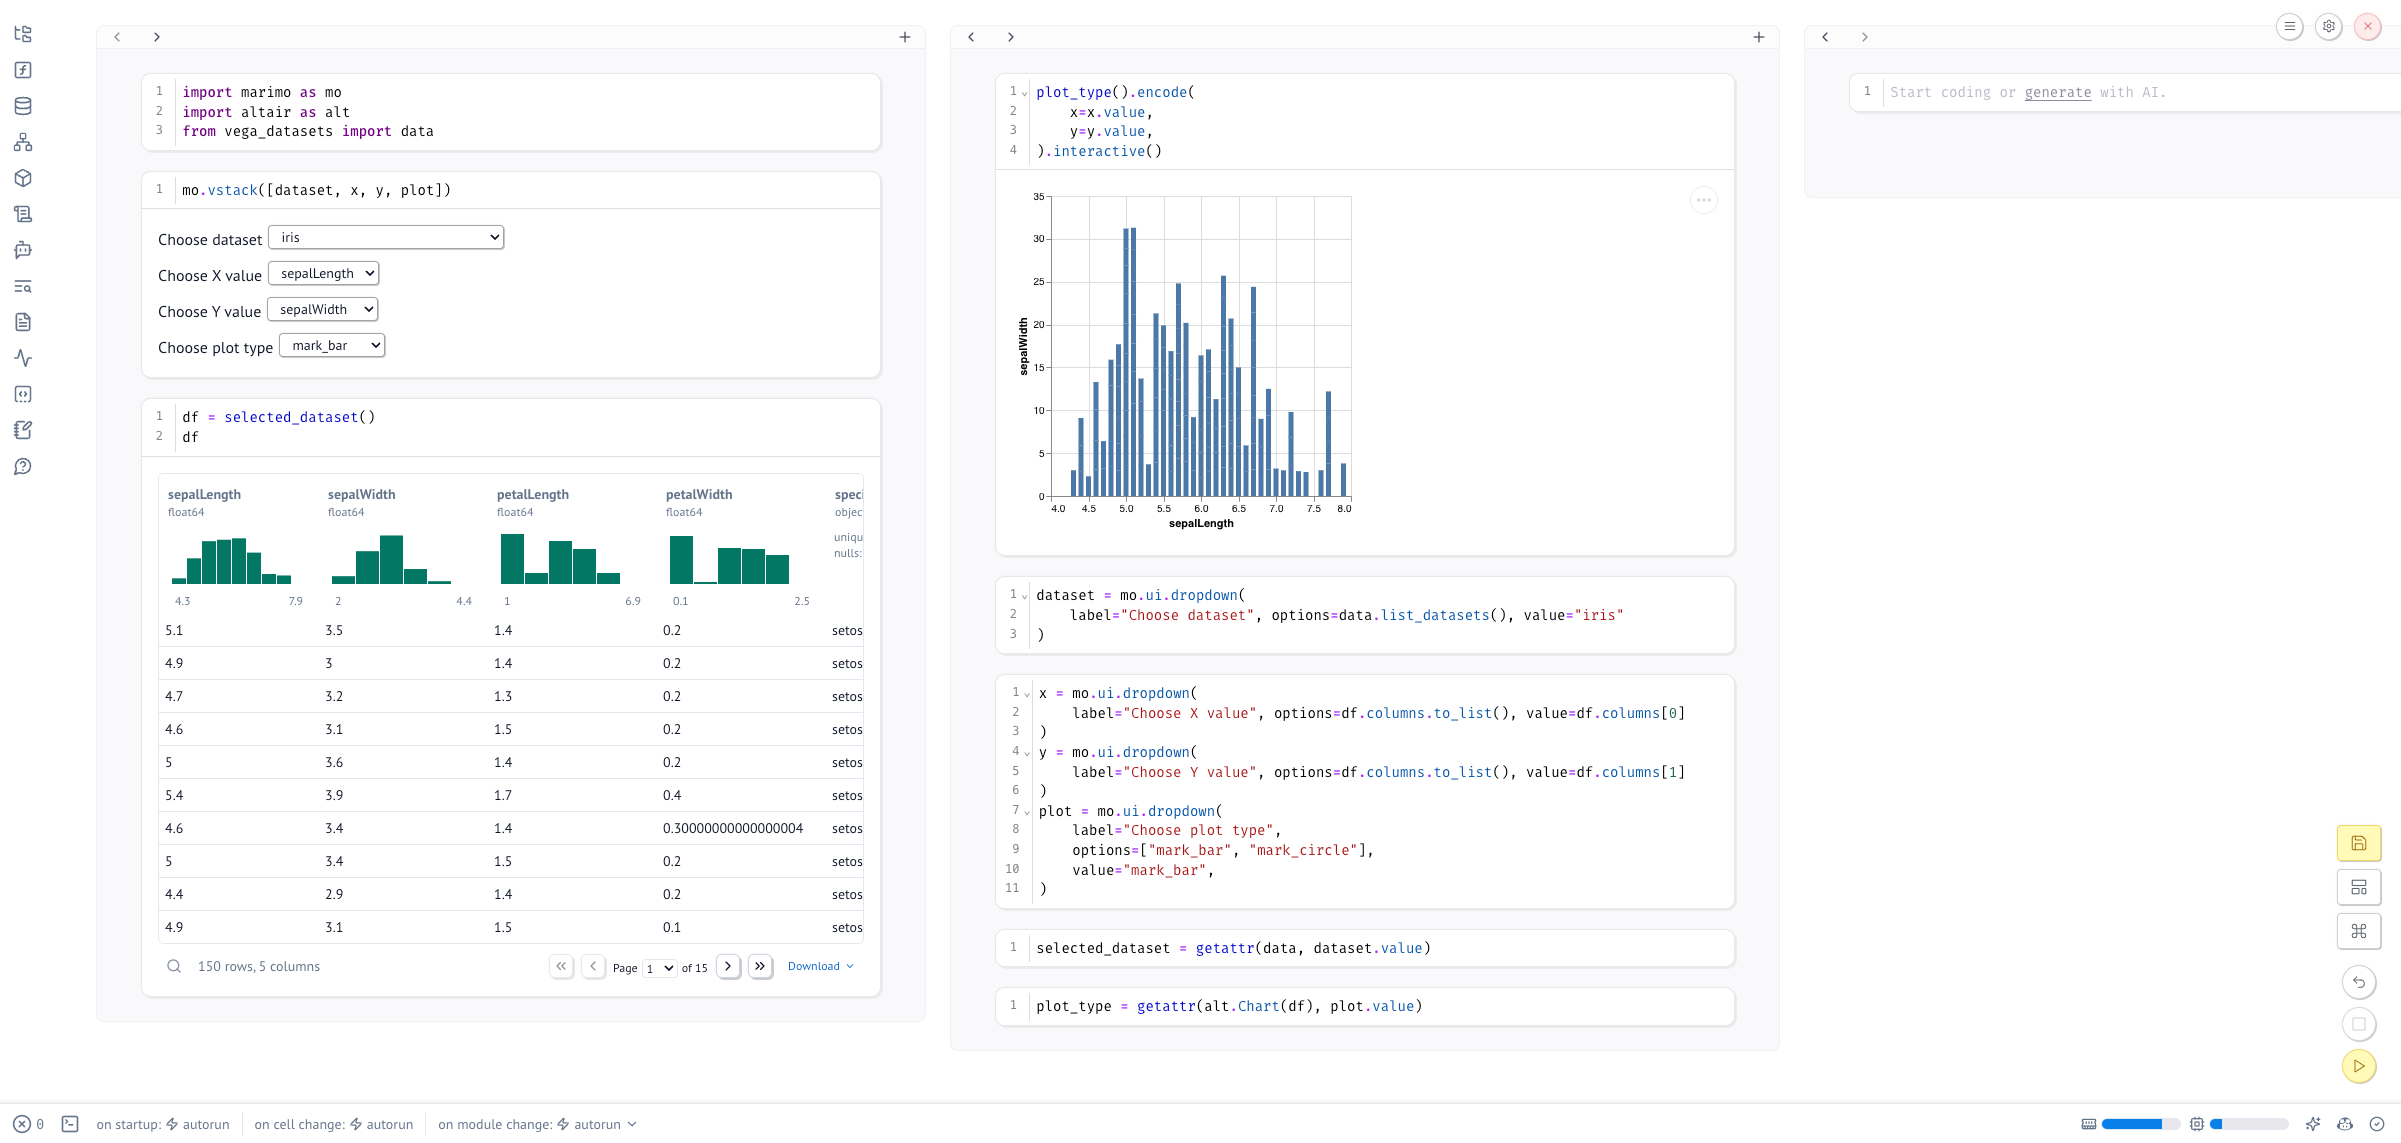 1 import marimo as mo
2 import altair as alt
3 from vega_datasets import data
1 mo.vstack([dataset, x, y, plot])
Choose dataset iris
Choose X value sepalLength
Choose Y value sepalWidth
Choose plot type mark_bar
1 df = selected_dataset()
2 df
sepalLength sepalWidth petalLength petalWidth speci
float64 float64 float64 float64 objec
uniqu
nulls:
4.3 7.9 2 4.4 1 6.9 0.1 2.5
5.1 3.5 1.4 0.2 setos
4.9 3 1.4 0.2 setos
4.7 3.2 1.3 0.2 setos
4.6 3.1 1.5 0.2 setos
5 3.6 1.4 0.2 setos
5.4 3.9 1.7 0.4 setos
4.6 3.4 1.4 0.30000000000000004 setos
5 3.4 1.5 0.2 setos
4.4 2.9 1.4 0.2 setos
4.9 3.1 1.5 0.1 setos
150 rows, 5 columns Page 1 of 15 Download
1 plot_type().encode(
2     x=x.value,
3     y=y.value,
4 ).interactive()
35
30
25
20
15
10
5
0
sepalWidth
4.0 4.5 5.0 5.5 6.0 6.5 7.0 7.5 8.0
sepalLength
1 dataset = mo.ui.dropdown(
2     label="Choose dataset", options=data.list_datasets(), value="iris"
3 )
1 x = mo.ui.dropdown(
2     label="Choose X value", options=df.columns.to_list(), value=df.columns[0]
3 )
4 y = mo.ui.dropdown(
5     label="Choose Y value", options=df.columns.to_list(), value=df.columns[1]
6 )
7 plot = mo.ui.dropdown(
8     label="Choose plot type",
9     options=["mark_bar", "mark_circle"],
10     value="mark_bar",
11 )
1 selected_dataset = getattr(data, dataset.value)
1 plot_type = getattr(alt.Chart(df), plot.value)
1 Start coding or generate with AI.
0 on startup: autorun on cell change: autorun on module change: autorun